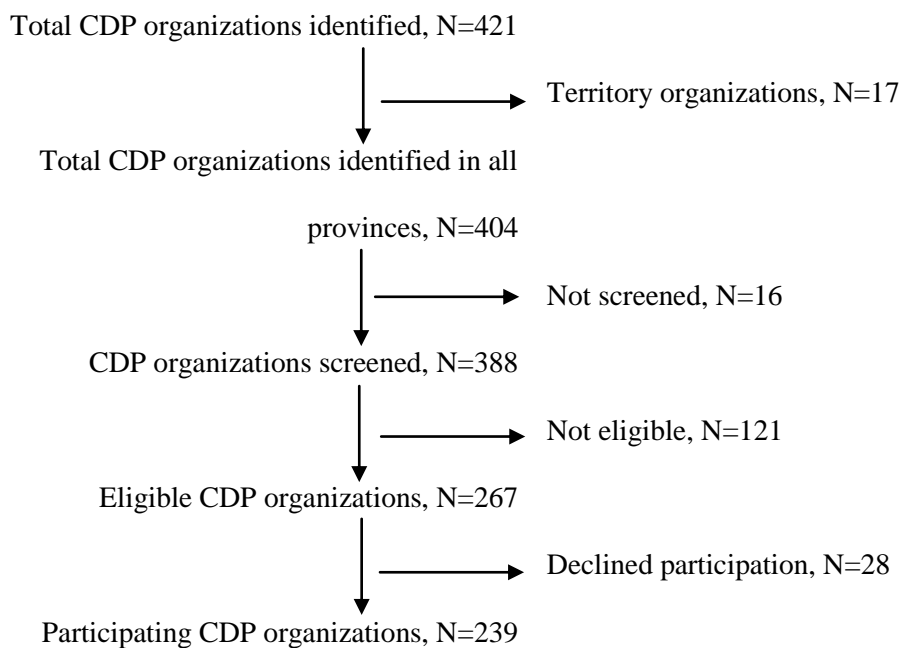 Total CDP organizations identified, N=421
Territory organizations, N=17
Total CDP organizations identified in all
provinces, N=404
Not screened, N=16
CDP organizations screened, N=388
Not eligible, N=121
Eligible CDP organizations, N=267
Declined participation, N=28
Participating CDP organizations, N=239